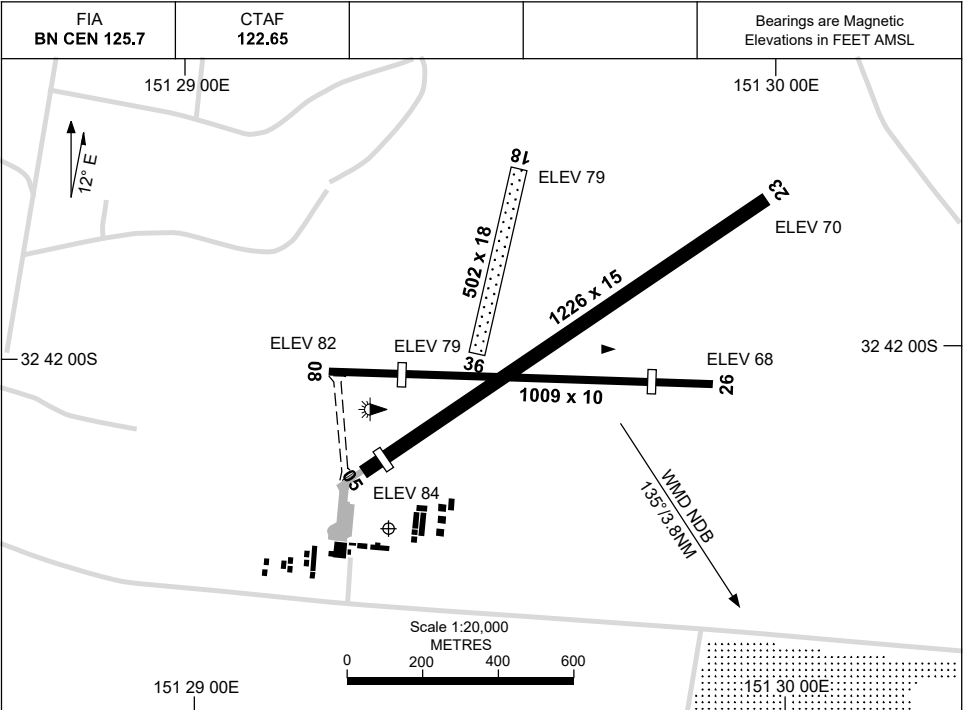 FIA
BN CEN 125.7
CTAF
122.65
Bearings are Magnetic
Elevations in FEET AMSL
151 29 00E
151 30 00E
12° E
18
ELEV 79
23
ELEV 70
502 x 18
1226 x 15
32 42 00S
ELEV 82
ELEV 79
ELEV 68
32 42 00S
08
36
26
1009 x 10
05
ELEV 84
WMD NDB
135°/3.8NM
Scale 1:20,000
METRES
0 200 400 600
151 29 00E
151 30 00E